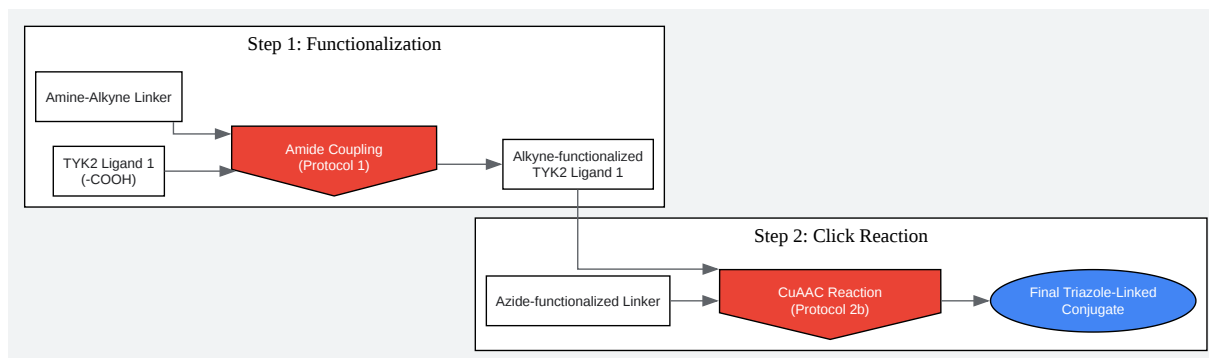 Step 1: Functionalization
Amine-Alkyne Linker
TYK2 Ligand 1
(-COOH)
Amide Coupling
(Protocol 1)
Alkyne-functionalized
TYK2 Ligand 1
Step 2: Click Reaction
Azide-functionalized Linker
CuAAC Reaction
(Protocol 2b)
Final Triazole-Linked
Conjugate